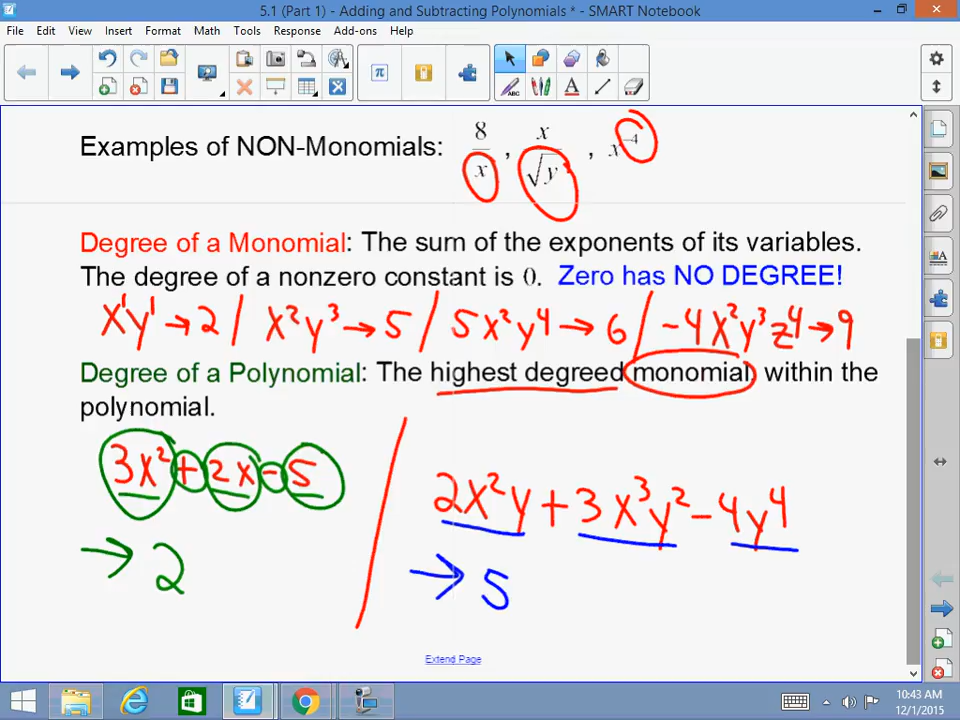 5.1 (Part 1) - Adding and Subtracting Polynomials * - SMART Notebook
File Edit View Insert Format Math Tools Response Add-ons Help
Examples of NON-Monomials: 8/x , x/√y , x⁻⁴
Degree of a Monomial: The sum of the exponents of its variables.
The degree of a nonzero constant is 0. Zero has NO DEGREE!
x¹y¹ → 2 / x²y³ → 5 / 5x²y⁴ → 6 / -4x²y³z⁴ → 9
Degree of a Polynomial: The highest degreed monomial within the
polynomial.
3x² + 2x - 5
2x²y + 3x³y² - 4y⁴
→ 2
→ 5
Extend Page
10:43 AM
12/1/2015